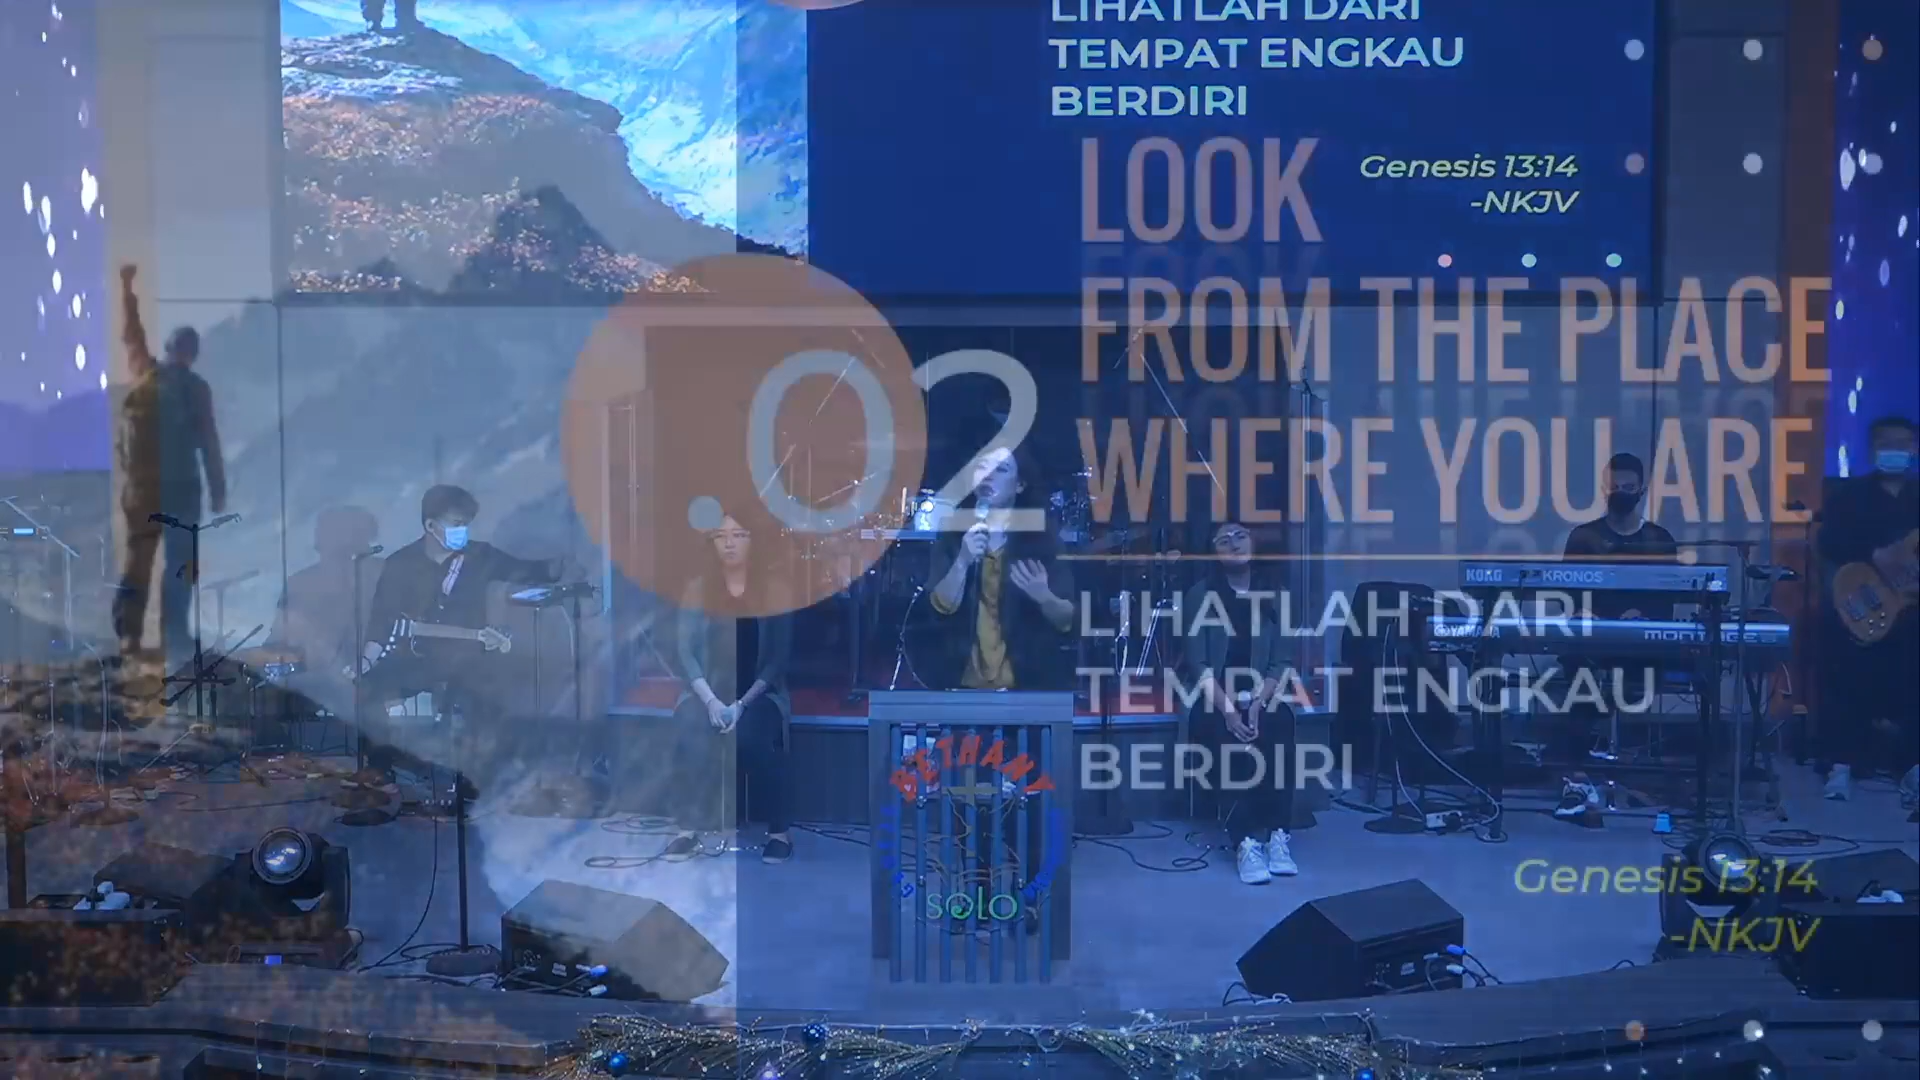 LIHATLAH DARI
TEMPAT ENGKAU
BERDIRI
Genesis 13:14
-NKJV
.02
LOOK
FROM THE PLACE
WHERE YOU ARE
LIHATLAH DARI
TEMPAT ENGKAU
BERDIRI
Genesis 13:14
-NKJV
KORG KRONOS
YAMAHA MONTAGE
BETHANY
SOLO